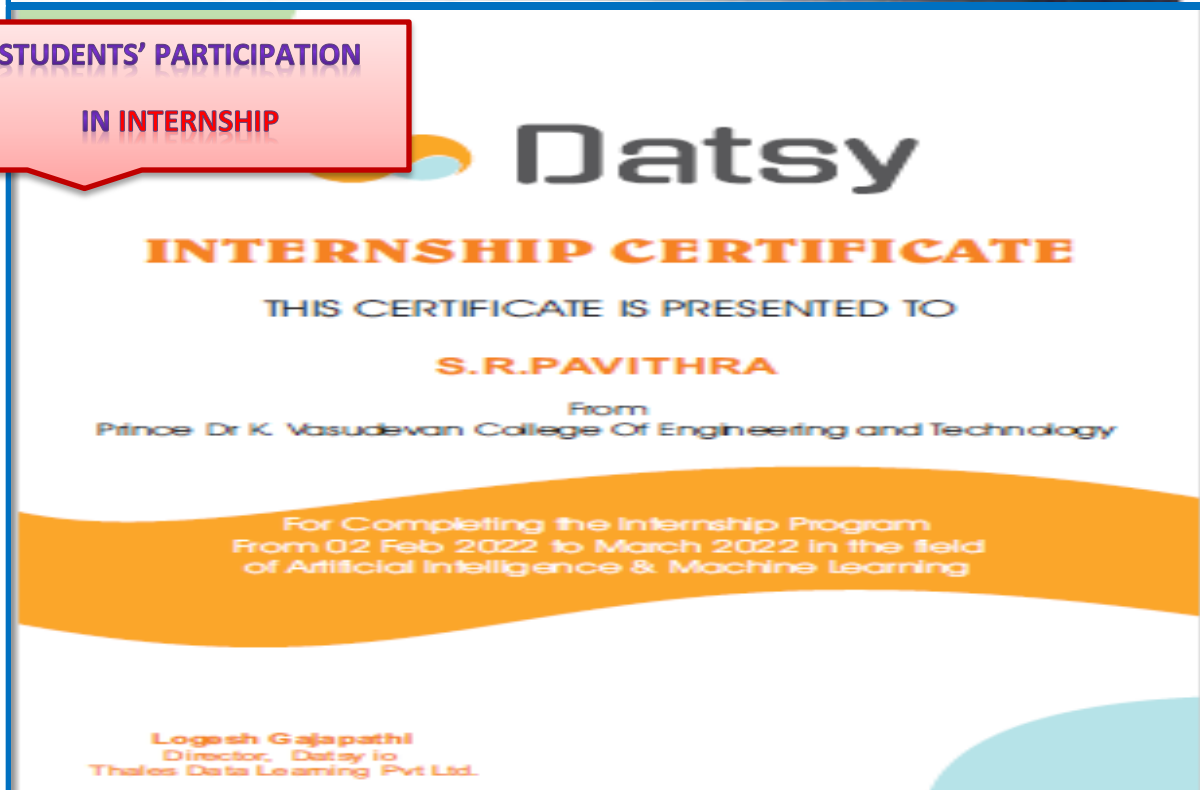 STUDENTS’ PARTICIPATION
IN INTERNSHIP
Datsy
INTERNSHIP CERTIFICATE
THIS CERTIFICATE IS PRESENTED TO
S.R.PAVITHRA
From
Prince Dr K. Vasudevan College Of Engineering and Technology
For Completing the Internship Program
From 02 Feb 2022 to March 2022 in the field
of Artificial Intelligence & Machine Learning
Logesh Gajapathi
Director, Datsy io
Thales Data Learning Pvt Ltd.